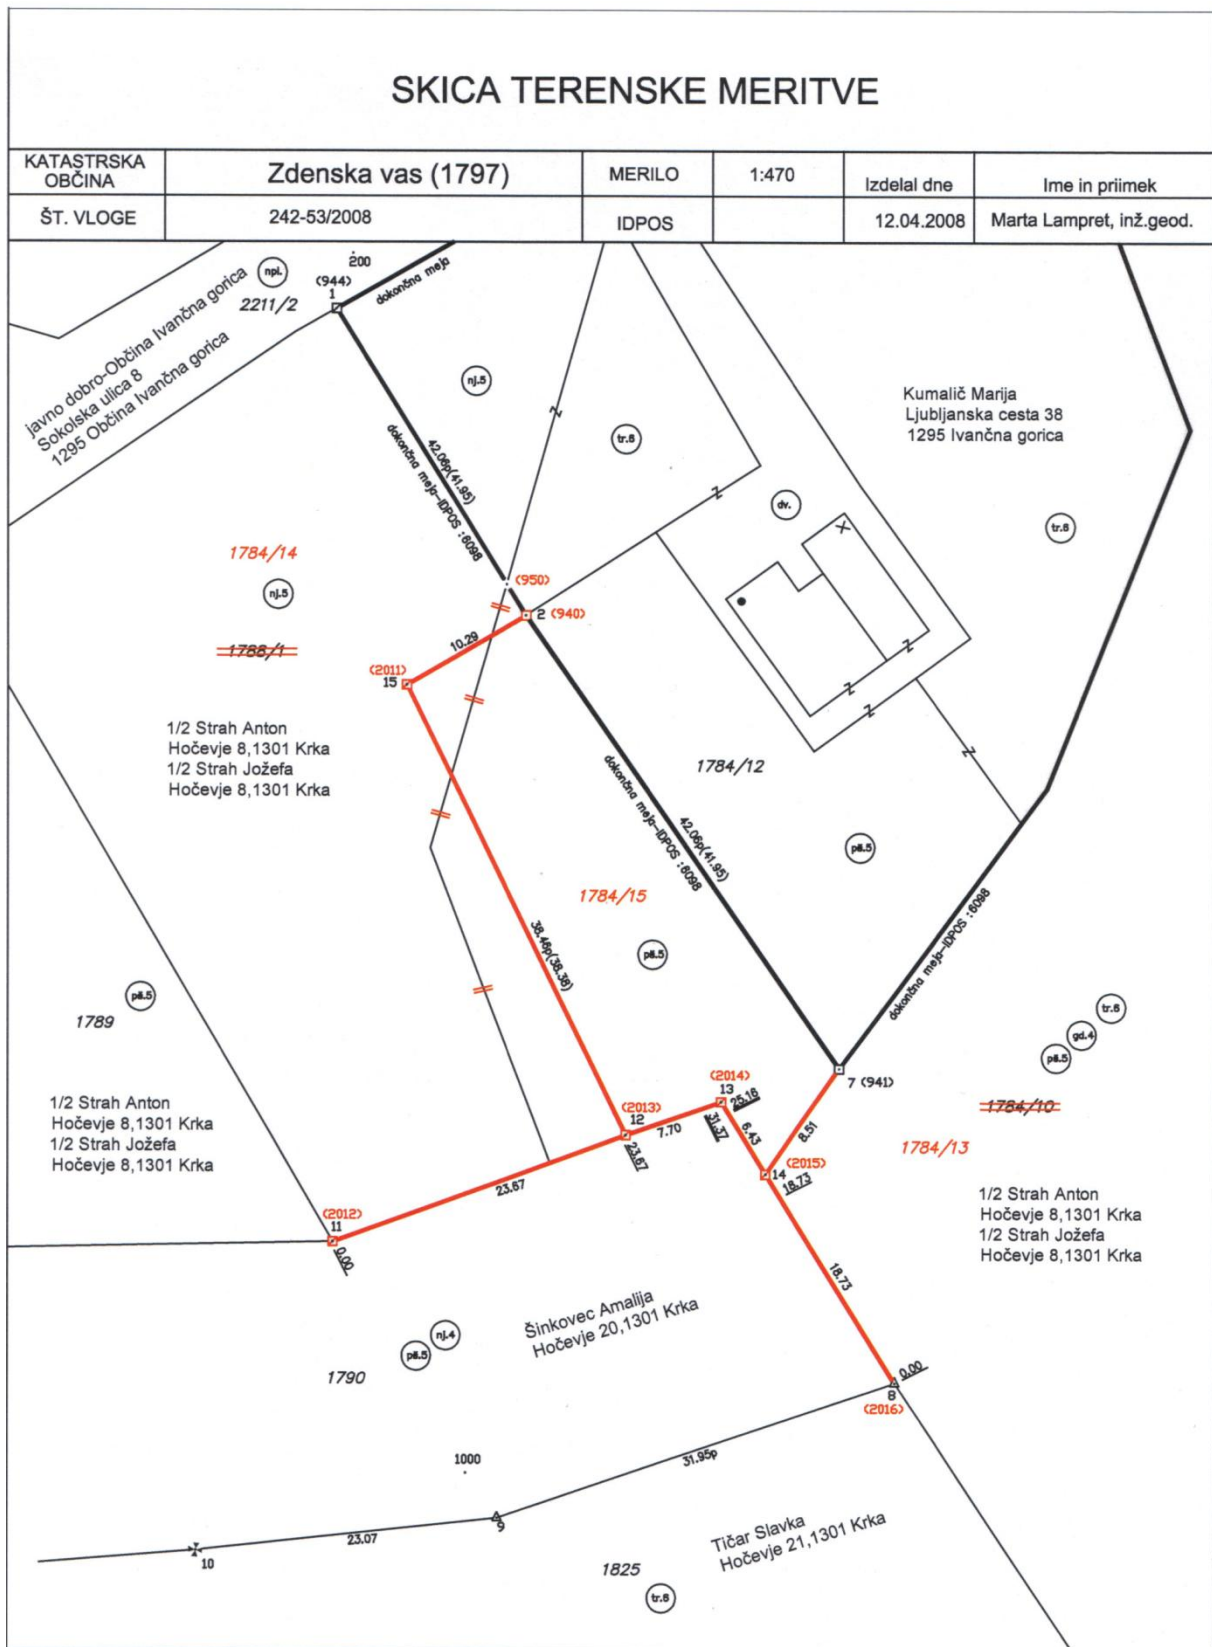 SKICA TERENSKE MERITVE
KATASTRSKA OBČINA
Zdenska vas (1797)
MERILO
1:470
Izdelal dne
Ime in priimek
ŠT. VLOGE
242-53/2008
IDPOS
12.04.2008
Marta Lampret, inž.geod.
javno dobro-Občina Ivančna gorica
Sokolska ulica 8
1295 Občina Ivančna gorica
npl.
2211/2
200
(944)
1
dokončna meja
nj.5
42.06p(41.95)
dokončna meja-IDPOS :6098
z
tr.6
z
dv.
Kumalič Marija
Ljubljanska cesta 38
1295 Ivančna gorica
tr.6
X
1784/14
nj.5
1788/1
(950)
2 (940)
10.29
(2011)
15
z
z
z
z
1/2 Strah Anton
Hočevje 8,1301 Krka
1/2 Strah Jožefa
Hočevje 8,1301 Krka
1784/12
dokončna meja-IDPOS :6098
42.06p(41.95)
pš.5
1784/15
pš.5
38.46p(38.38)
dokončna meja-IDPOS :6098
1789
pš.5
tr.6
gd.4
pš.5
1/2 Strah Anton
Hočevje 8,1301 Krka
1/2 Strah Jožefa
Hočevje 8,1301 Krka
7 (941)
1784/10
1784/13
(2014)
13
25.16
31.37
6.43
8.51
(2013)
12
7.70
23.67
(2015)
14
18.73
23.67
(2012)
11
0.00
1/2 Strah Anton
Hočevje 8,1301 Krka
1/2 Strah Jožefa
Hočevje 8,1301 Krka
18.73
Šinkovec Amalija
Hočevje 20,1301 Krka
nj.4
pš.5
1790
0.00
8
(2016)
1000
31.95p
9
23.07
10
Tičar Slavka
Hočevje 21,1301 Krka
1825
tr.6